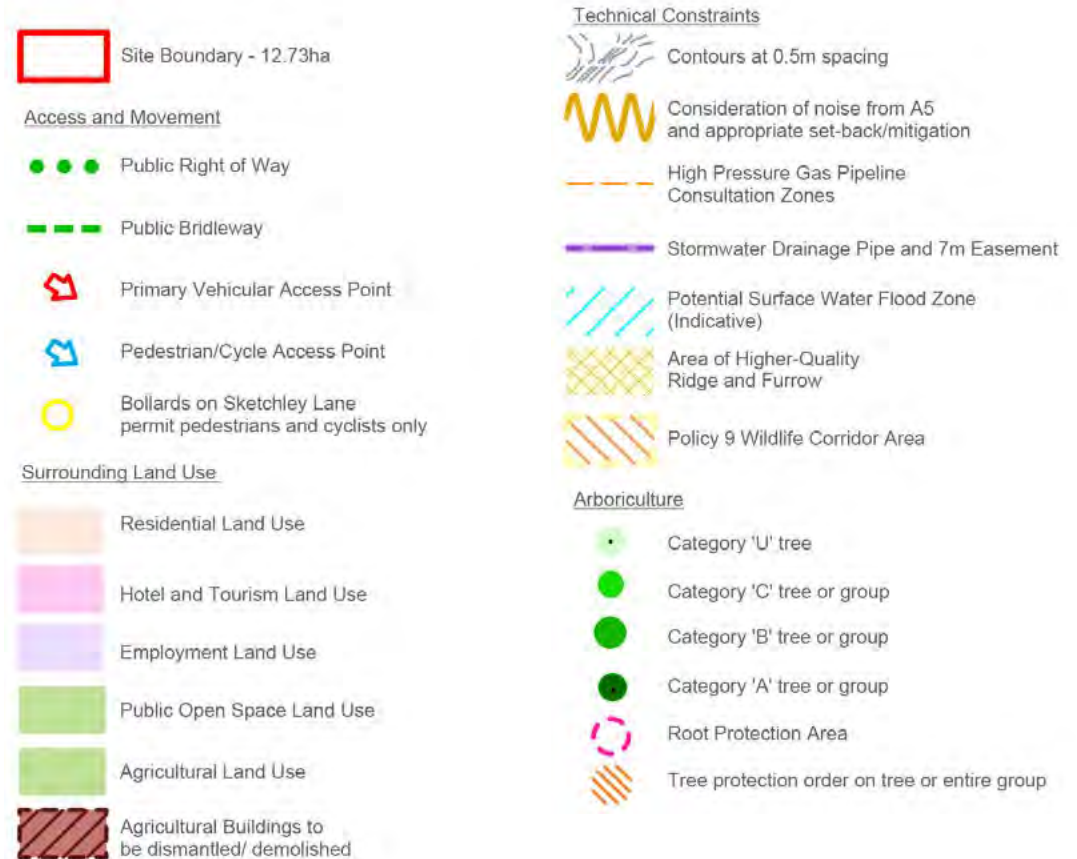 Site Boundary - 12.73ha
Access and Movement
Public Right of Way
Public Bridleway
Primary Vehicular Access Point
Pedestrian/Cycle Access Point
Bollards on Sketchley Lane
permit pedestrians and cyclists only
Surrounding Land Use
Residential Land Use
Hotel and Tourism Land Use
Employment Land Use
Public Open Space Land Use
Agricultural Land Use
Agricultural Buildings to
be dismantled/ demolished
Technical Constraints
Contours at 0.5m spacing
Consideration of noise from A5
and appropriate set-back/mitigation
High Pressure Gas Pipeline
Consultation Zones
Stormwater Drainage Pipe and 7m Easement
Potential Surface Water Flood Zone
(Indicative)
Area of Higher-Quality
Ridge and Furrow
Policy 9 Wildlife Corridor Area
Arboriculture
Category 'U' tree
Category 'C' tree or group
Category 'B' tree or group
Category 'A' tree or group
Root Protection Area
Tree protection order on tree or entire group